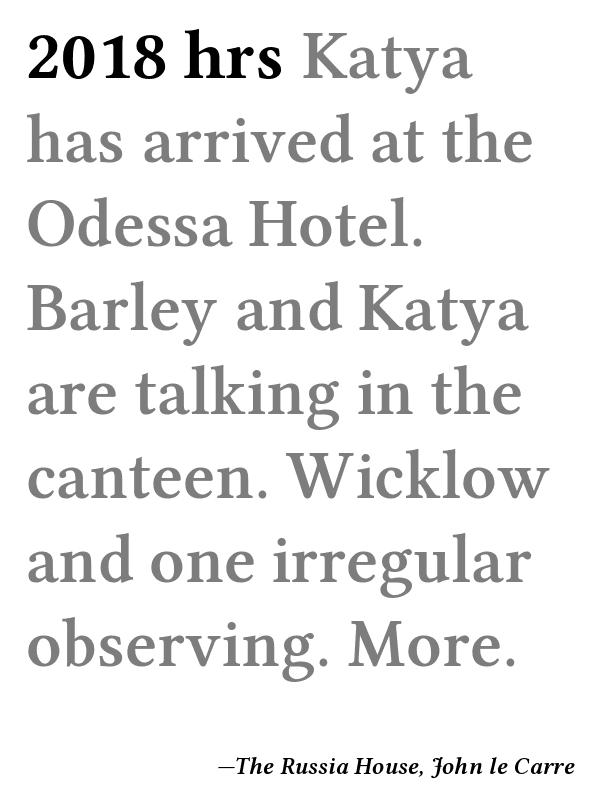 2018 hrs Katya
has arrived at the
Odessa Hotel.
Barley and Katya
are talking in the
canteen. Wicklow
and one irregular
observing. More.
—The Russia House, John le Carre